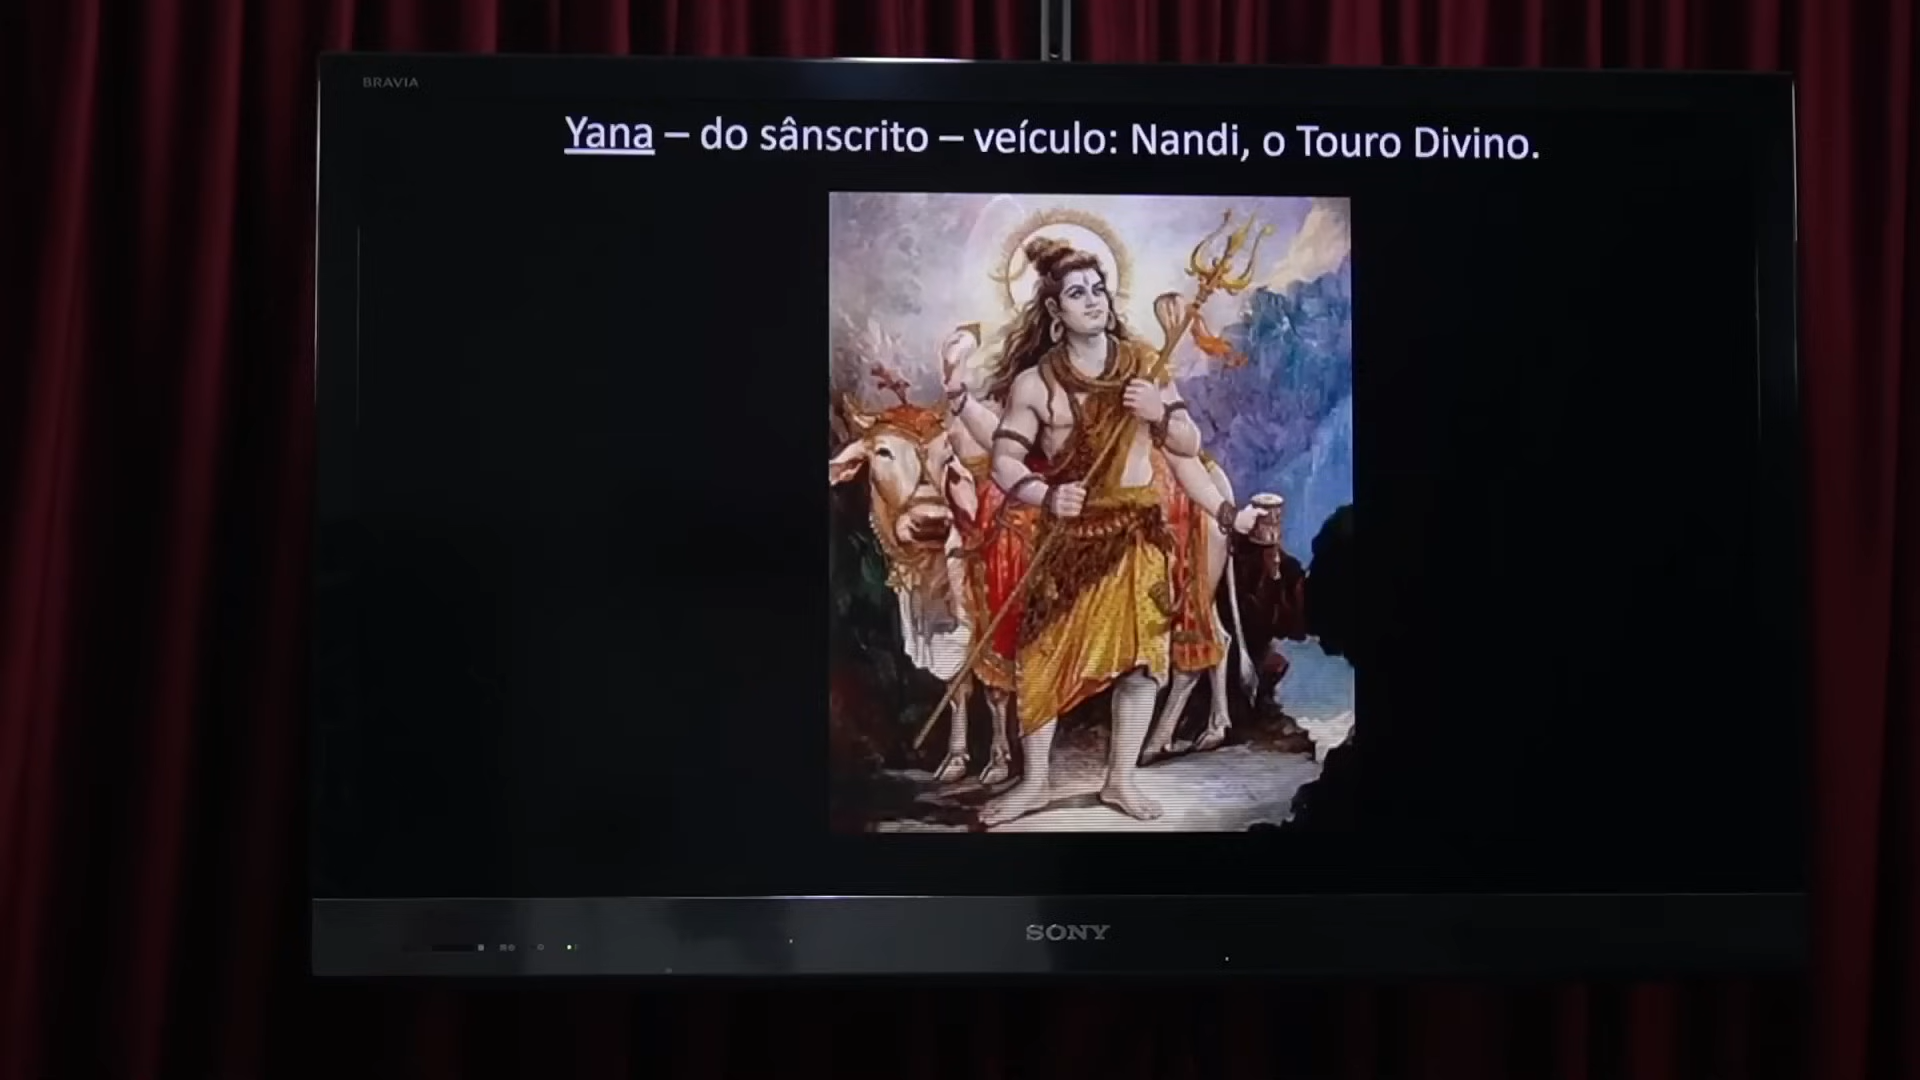 BRAVIA
Yana – do sânscrito – veículo: Nandi, o Touro Divino.
SONY